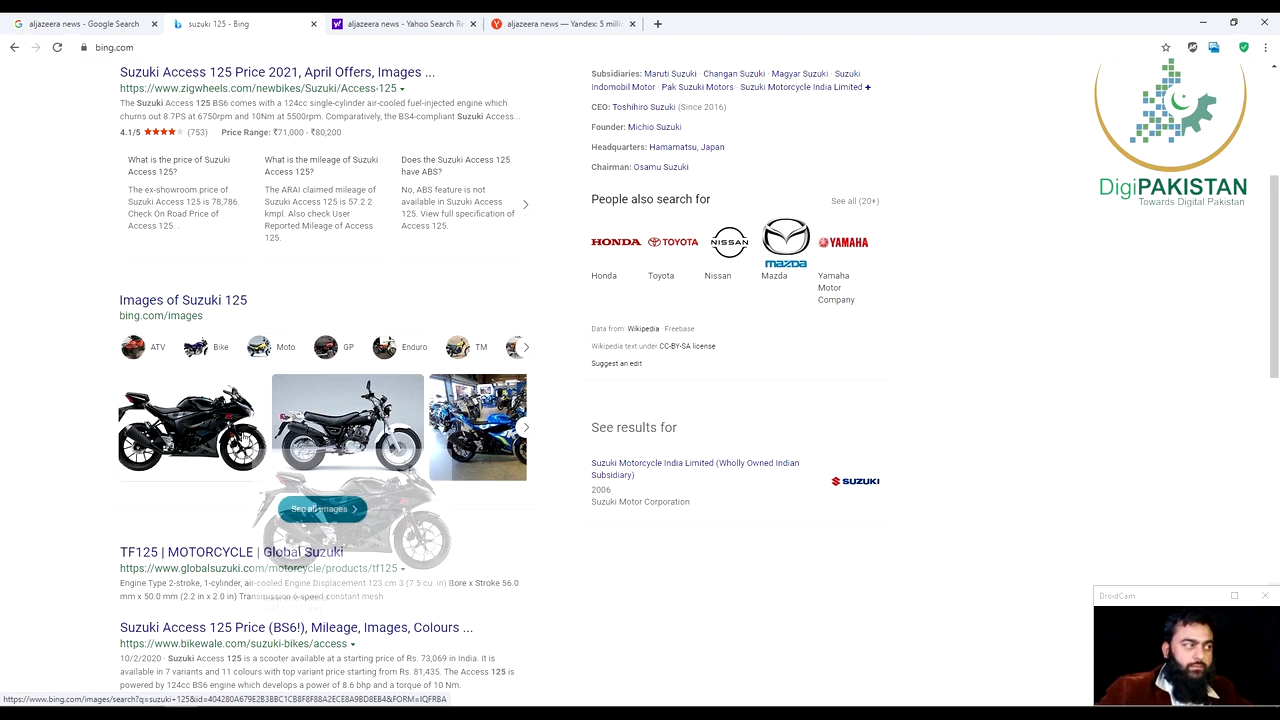 aljazeera news - Google Search
suzuki 125 - Bing
aljazeera news - Yahoo Search Re
aljazeera news — Yandex: 5 millic
bing.com
Suzuki Access 125 Price 2021, April Offers, Images ...
https://www.zigwheels.com/newbikes/Suzuki/Access-125
The Suzuki Access 125 BS6 comes with a 124cc single-cylinder air-cooled fuel-injected engine which
churns out 8.7PS at 6750rpm and 10Nm at 5500rpm. Comparatively, the BS4-compliant Suzuki Access...
4.1/5 (753) Price Range: ₹71,000 - ₹80,200
What is the price of Suzuki
Access 125?
The ex-showroom price of
Suzuki Access 125 is 78,786.
Check On Road Price of
Access 125. .
What is the mileage of Suzuki
Access 125?
The ARAI claimed mileage of
Suzuki Access 125 is 57.2 2
kmpl. Also check User
Reported Mileage of Access
125.
Does the Suzuki Access 125
have ABS?
No, ABS feature is not
available in Suzuki Access
125. View full specification of
Access 125.
Images of Suzuki 125
bing.com/images
ATV
Bike
Moto
GP
Enduro
TM
See all images
TF125 | MOTORCYCLE | Global Suzuki
https://www.globalsuzuki.com/motorcycle/products/tf125
Engine Type 2-stroke, 1-cylinder, air-cooled Engine Displacement 123 cm 3 (7.5 cu. in) Bore x Stroke 56.0
mm x 50.0 mm (2.2 in x 2.0 in) Transmission 6-speed constant mesh
Suzuki Access 125 Price (BS6!), Mileage, Images, Colours ...
https://www.bikewale.com/suzuki-bikes/access
10/2/2020 · Suzuki Access 125 is a scooter available at a starting price of Rs. 73,069 in India. It is
available in 7 variants and 11 colours with top variant price starting from Rs. 81,435. The Access 125 is
powered by 124cc BS6 engine which develops a power of 8.6 bhp and a torque of 10 Nm.
https://www.bing.com/images/search?q=suzuki+125&id=404280A679E2B3BBC1CB8F8F88A2ECE8A9BD8EB4&FORM=IQFRBA
Subsidiaries: Maruti Suzuki · Changan Suzuki · Magyar Suzuki · Suzuki
Indomobil Motor · Pak Suzuki Motors · Suzuki Motorcycle India Limited +
CEO: Toshihiro Suzuki (Since 2016)
Founder: Michio Suzuki
Headquarters: Hamamatsu, Japan
Chairman: Osamu Suzuki
People also search for
See all (20+)
HONDA
TOYOTA
NISSAN
mazda
YAMAHA
Honda
Toyota
Nissan
Mazda
Yamaha
Motor
Company
Data from: Wikipedia · Freebase
Wikipedia text under CC-BY-SA license
Suggest an edit
See results for
Suzuki Motorcycle India Limited (Wholly Owned Indian
Subsidiary)
2006
Suzuki Motor Corporation
SUZUKI
DigiPAKISTAN
Towards Digital Pakistan
DroidCam